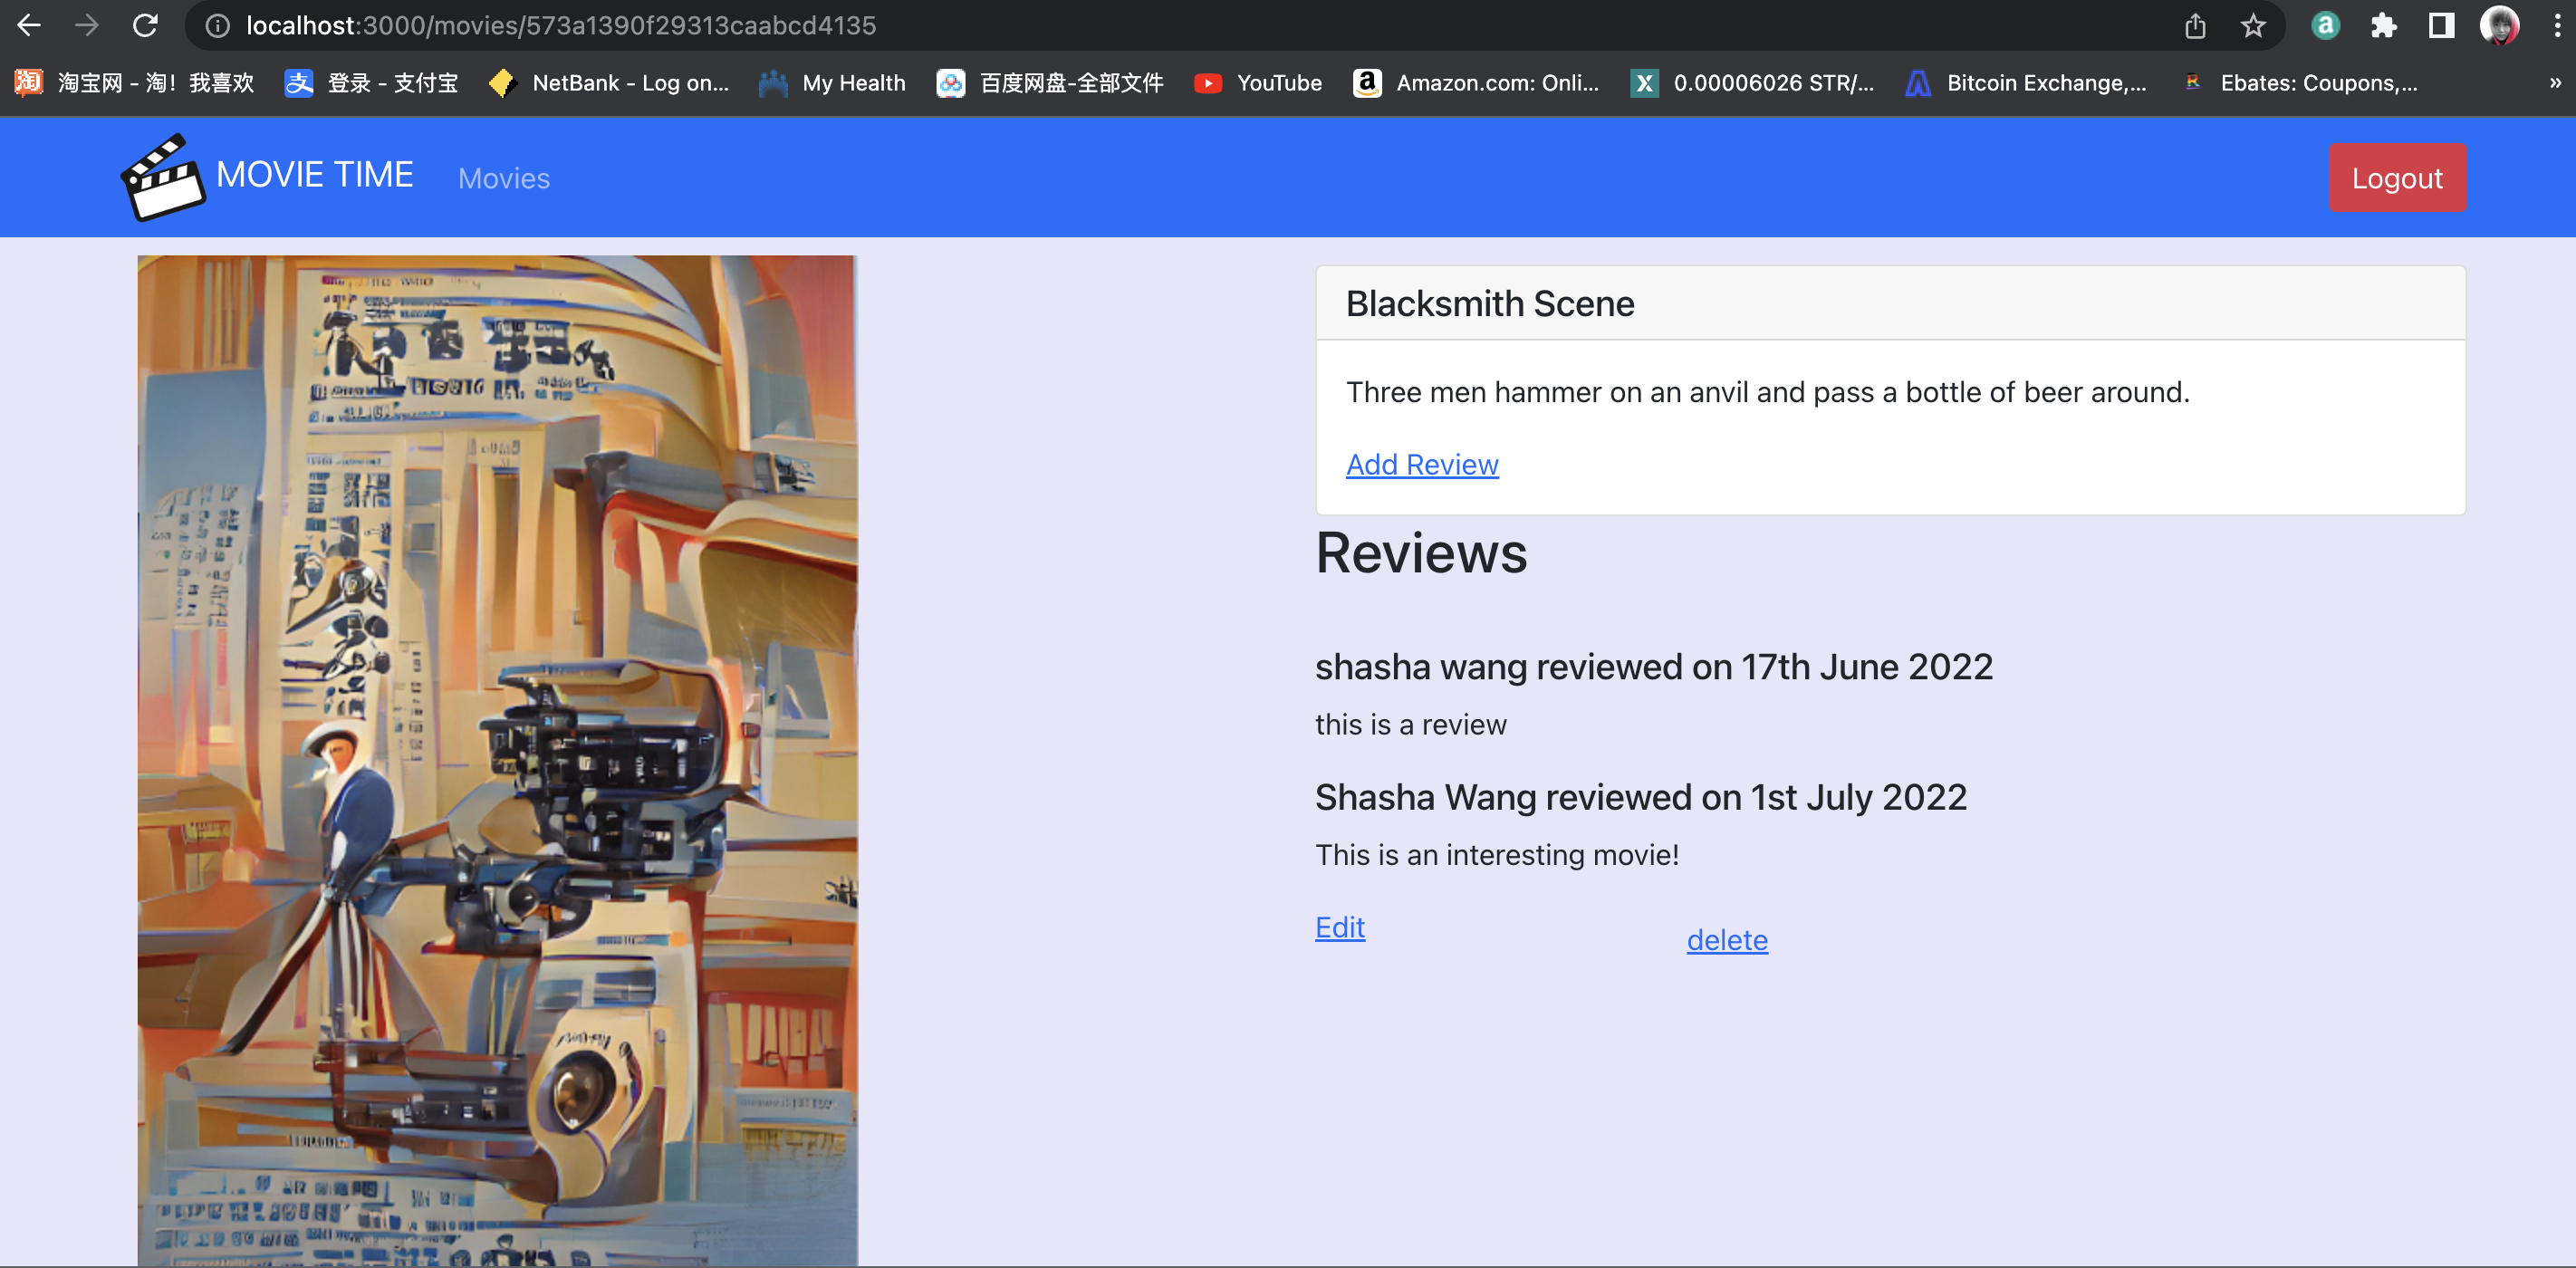 localhost:3000/movies/573a1390f29313caabcd4135
淘宝网 - 淘！我喜欢 登录 - 支付宝 NetBank - Log on... My Health 百度网盘-全部文件 YouTube Amazon.com: Onli... 0.00006026 STR/... Bitcoin Exchange,... Ebates: Coupons,... »
MOVIE TIME Movies Logout
Blacksmith Scene
Three men hammer on an anvil and pass a bottle of beer around.
Add Review
Reviews
shasha wang reviewed on 17th June 2022
this is a review
Shasha Wang reviewed on 1st July 2022
This is an interesting movie!
Edit delete